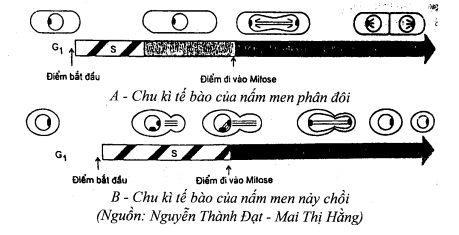 G₁
S
Điểm bắt đầu
Điểm đi vào Mitose
A - Chu kì tế bào của nấm men phân đôi
G₁
S
Điểm bắt đầu
Điểm đi vào Mitose
B - Chu kì tế bào của nấm men này chồi
(Nguồn: Nguyễn Thành Đạt - Mai Thị Hằng)